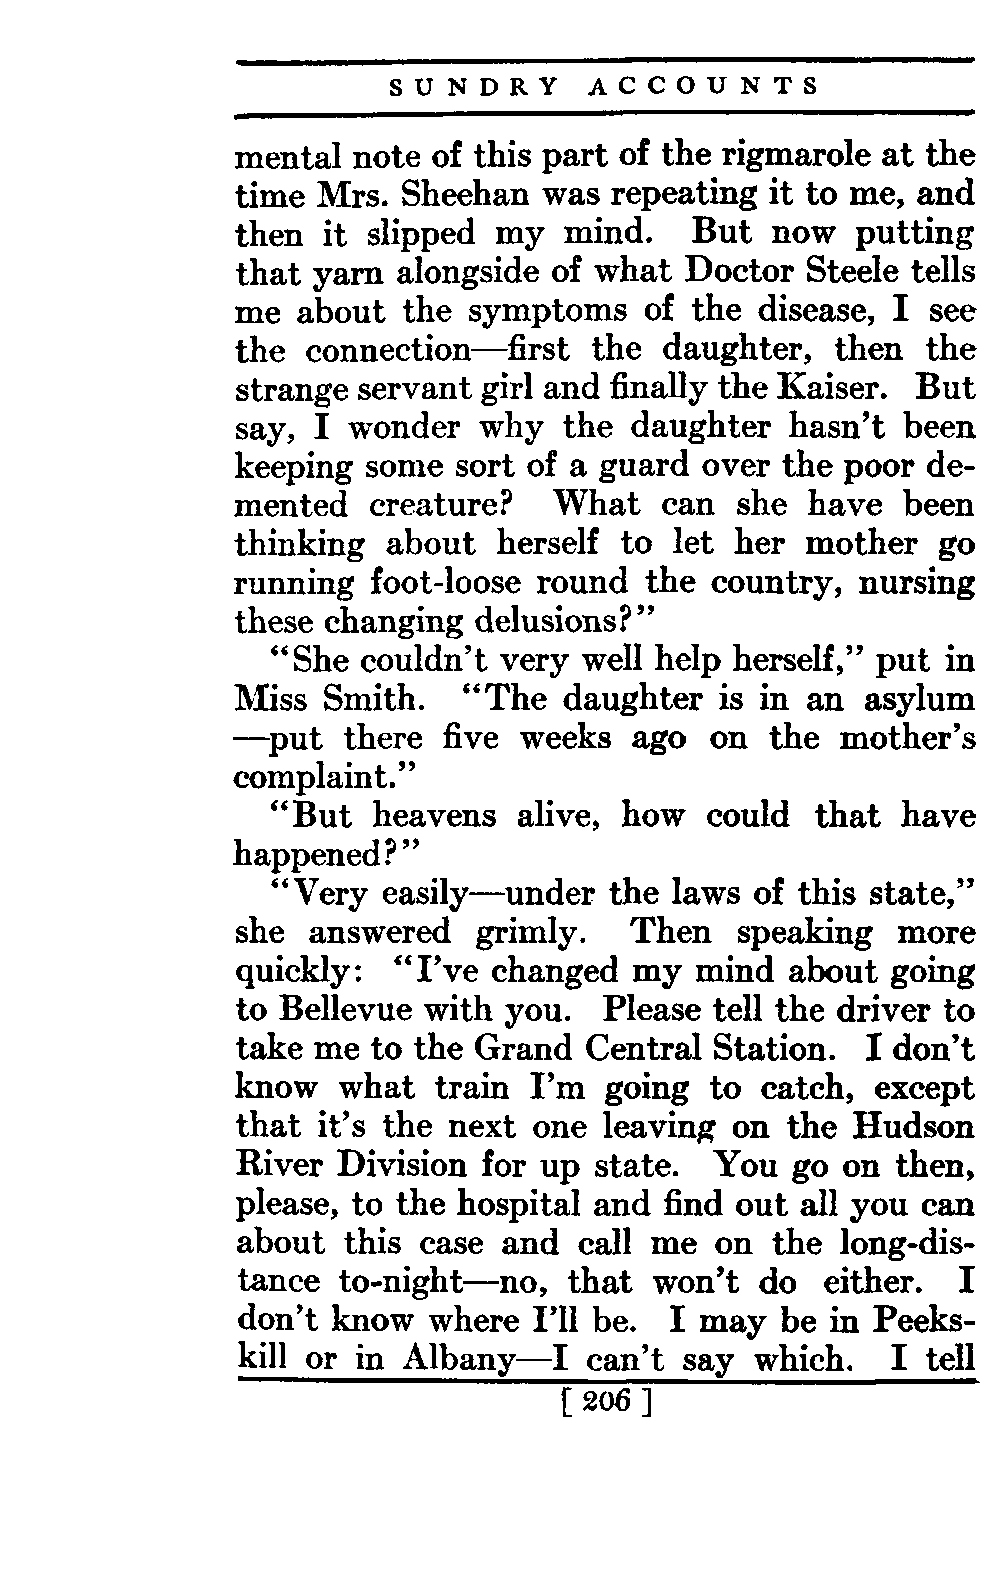 SUNDRY ACCOUNTS
mental note of this part of the rigmarole at the
time Mrs. Sheehan was repeating it to me, and
then it slipped my mind. But now putting
that yarn alongside of what Doctor Steele tells
me about the symptoms of the disease, I see
the connection—first the daughter, then the
strange servant girl and finally the Kaiser. But
say, I wonder why the daughter hasn't been
keeping some sort of a guard over the poor de-
mented creature? What can she have been
thinking about herself to let her mother go
running foot-loose round the country, nursing
these changing delusions?"
"She couldn't very well help herself," put in
Miss Smith. "The daughter is in an asylum
—put there five weeks ago on the mother's
complaint."
"But heavens alive, how could that have
happened?"
"Very easily—under the laws of this state,"
she answered grimly. Then speaking more
quickly: "I've changed my mind about going
to Bellevue with you. Please tell the driver to
take me to the Grand Central Station. I don't
know what train I'm going to catch, except
that it's the next one leaving on the Hudson
River Division for up state. You go on then,
please, to the hospital and find out all you can
about this case and call me on the long-dis-
tance to-night—no, that won't do either. I
don't know where I'll be. I may be in Peeks-
kill or in Albany—I can't say which. I tell
[ 206 ]